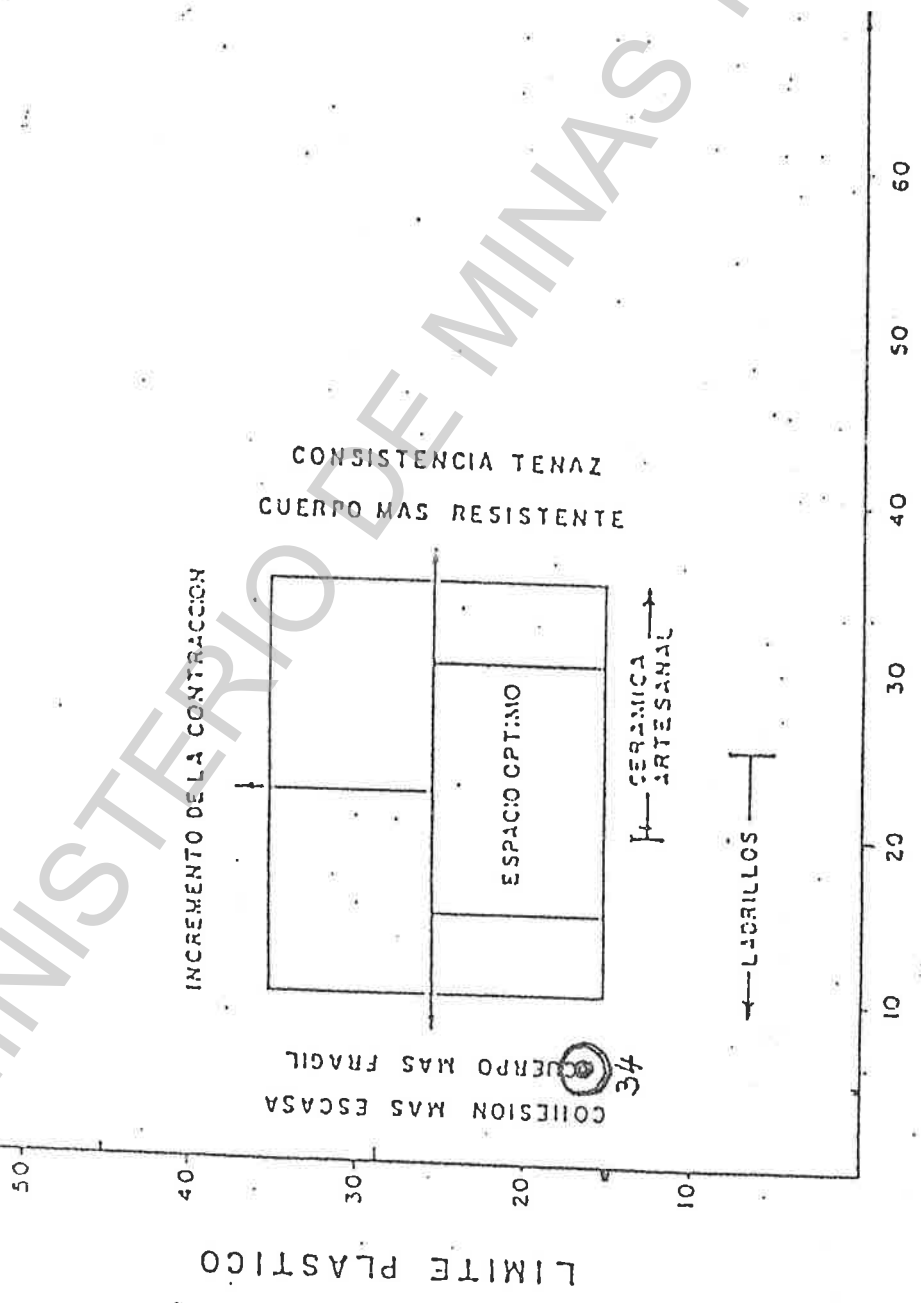 MINISTERIO DE MINAS
LIMITE PLASTICO
50
40
30
20
10
INCREMENTO DE LA CONTRACCION
CONSISTENCIA TENAZ
CUERPO MAS RESISTENTE
COHESION MAS ESCASA
CUERPO MAS FRAGIL
34
ESPACIO OPTIMO
CERAMICA
ARTESANAL
LADRILLOS
10
20
30
40
50
60